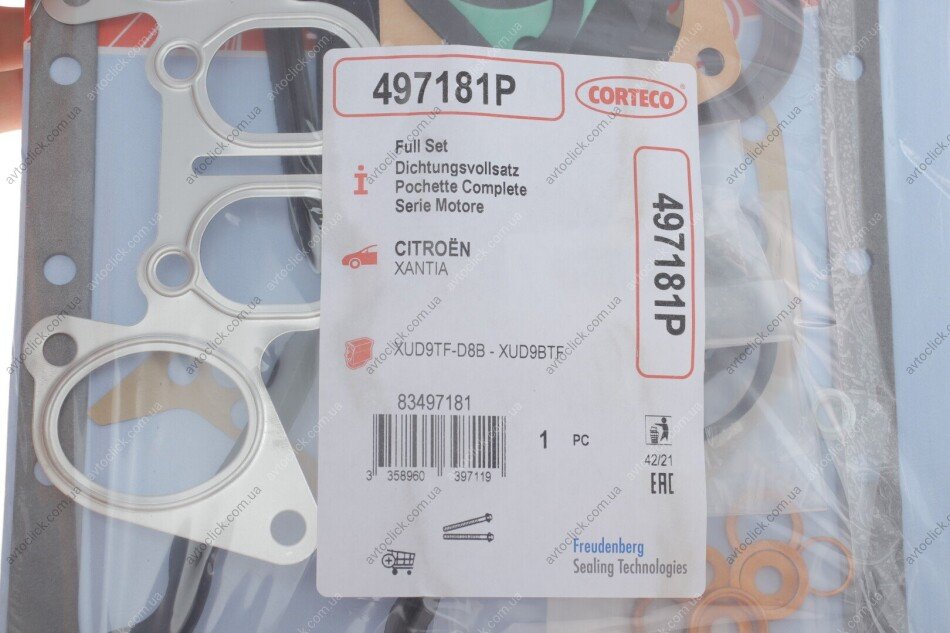 497181P
CORTECO
Full Set
Dichtungsvollsatz
Pochette Complete
Serie Motore
497181P
CITROËN
XANTIA
XUD9TF-D8B - XUD9BTF
83497181
3 358960 397119
1 PC
42/21
EAC
Freudenberg
Sealing Technologies
avtoclick.com.ua